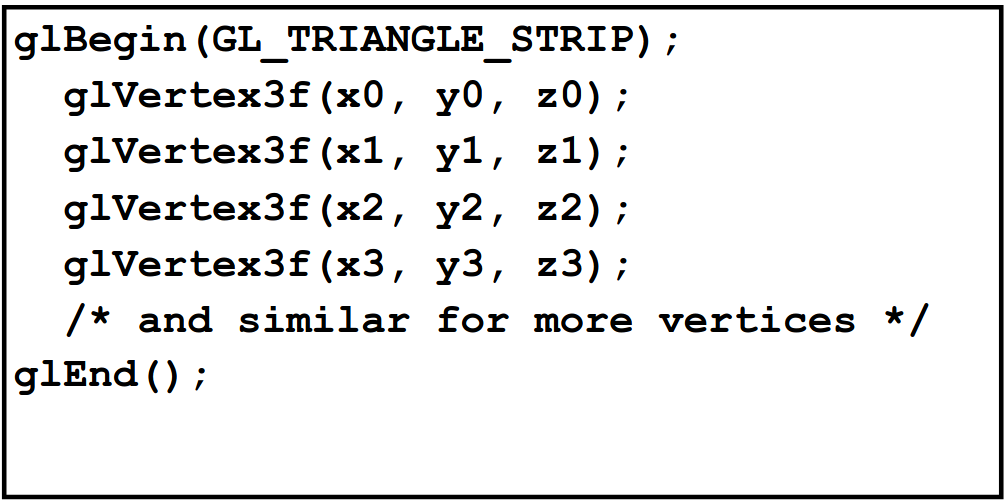 glBegin(GL_TRIANGLE_STRIP);
glVertex3f(x0, y0, z0);
glVertex3f(x1, y1, z1);
glVertex3f(x2, y2, z2);
glVertex3f(x3, y3, z3);
/* and similar for more vertices */
glEnd();